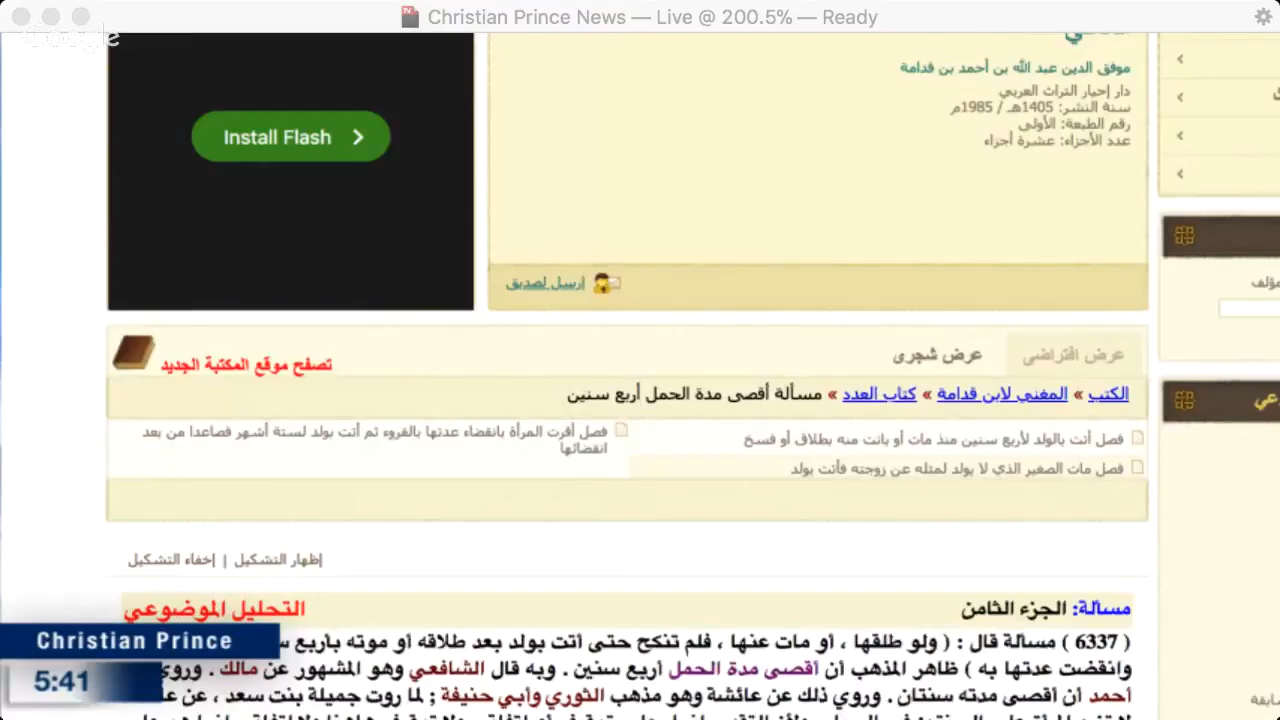 Christian Prince News — Live @ 200.5% — Ready
Google
Install Flash
موفق الدين عبد الله بن أحمد بن قدامة
دار إحيار التراث العربي
سنة النشر: 1405هـ / 1985م
رقم الطبعة: الأولى
عدد الأجزاء: عشرة أجزاء
ارسل لصديق
مؤلف
عرض افتراضي
عرض شجري
تصفح موقع المكتبة الجديد
الكتب » المغني لابن قدامة » كتاب العدد » مسألة أقصى مدة الحمل أربع سنين
فصل أتت بالولد لأربع سنين منذ مات أو بانت منه بطلاق أو فسخ
فصل أقرت المرأة بانقضاء عدتها بالقروء ثم أتت بولد لستة أشهر فصاعدا من بعد
انقضائها
فصل مات الصغير الذي لا يولد لمثله عن زوجته فأتت بولد
إظهار التشكيل | إخفاء التشكيل
مسألة: الجزء الثامن
التحليل الموضوعي
( 6337 ) مسألة قال : ( ولو طلقها ، أو مات عنها ، فلم تنكح حتى أتت بولد بعد طلاقه أو موته بأربع
وانقضت عدتها به ) ظاهر المذهب أن أقصى مدة الحمل أربع سنين . وبه قال الشافعي وهو المشهور عن مالك . وروي
أحمد أن أقصى مدته سنتان . وروي ذلك عن عائشة وهو مذهب الثوري وأبي حنيفة ; لما روت جميلة بنت سعد ، عن
Christian Prince
5:41
سابقة